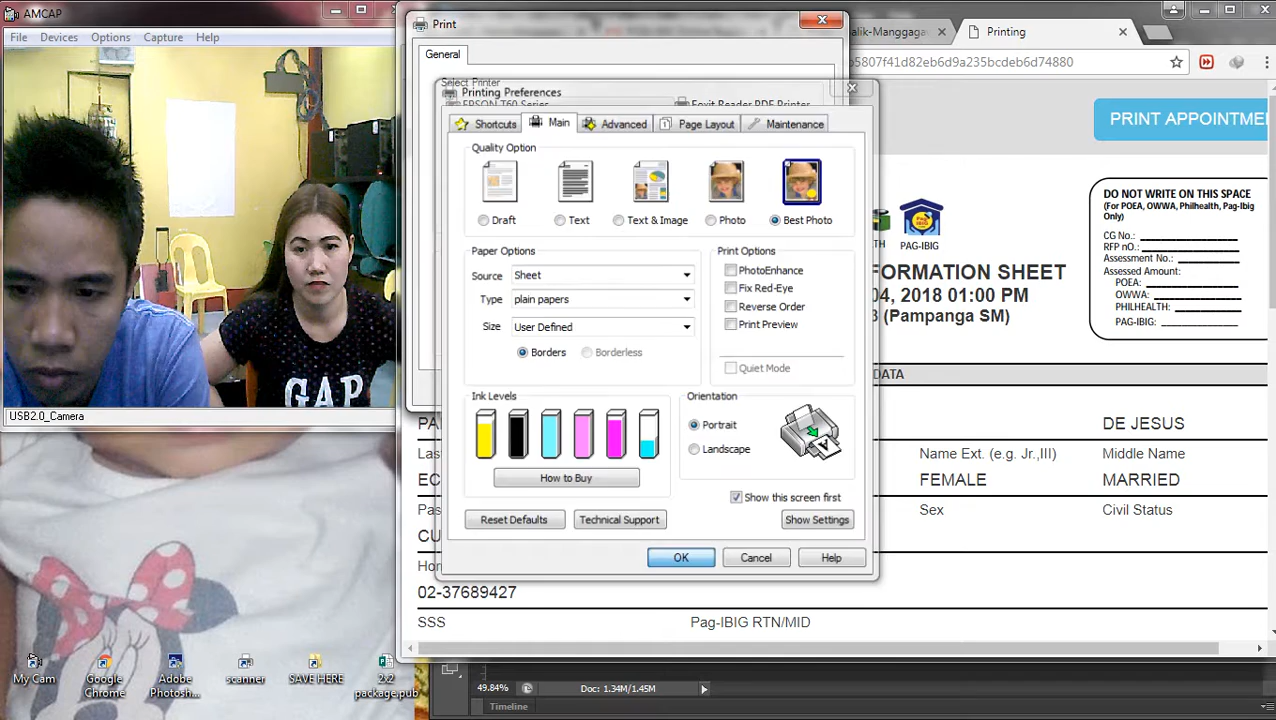 AMCAP
File Devices Options Capture Help
USB2.0_Camera
My Cam
Google Chrome
Adobe Photosh...
scanner
SAVE HERE
2x2 package.pub
Print
General
Select Printer
EPSON T60 Series
Foxit Reader PDF Printer
Printing Preferences
Shortcuts Main Advanced Page Layout Maintenance
Quality Option
Draft Text Text & Image Photo Best Photo
Paper Options
Source Sheet
Type plain papers
Size User Defined
Borders Borderless
Print Options
PhotoEnhance
Fix Red-Eye
Reverse Order
Print Preview
Quiet Mode
Ink Levels
How to Buy
Orientation
Portrait
Landscape
Show this screen first
Reset Defaults Technical Support Show Settings
OK Cancel Help
alik-Manggaga
Printing
5807f41d82eb6d9a235bcdeb6d74880
PRINT APPOINTME
PAG-IBIG
DO NOT WRITE ON THIS SPACE
(For POEA, OWWA, Philhealth, Pag-Ibig
Only)
CG No.:
RFP nO.:
Assessment No.:
Assessed Amount:
POEA:
OWWA:
PHILHEALTH:
PAG-IBIG:
FORMATION SHEET
04, 2018 01:00 PM
(Pampanga SM)
DATA
DE JESUS
Name Ext. (e.g. Jr.,III) Middle Name
EC FEMALE MARRIED
Sex Civil Status
CU
02-37689427
SSS Pag-IBIG RTN/MID
49.84% Doc: 1.34M/1.45M
Timeline
GAP